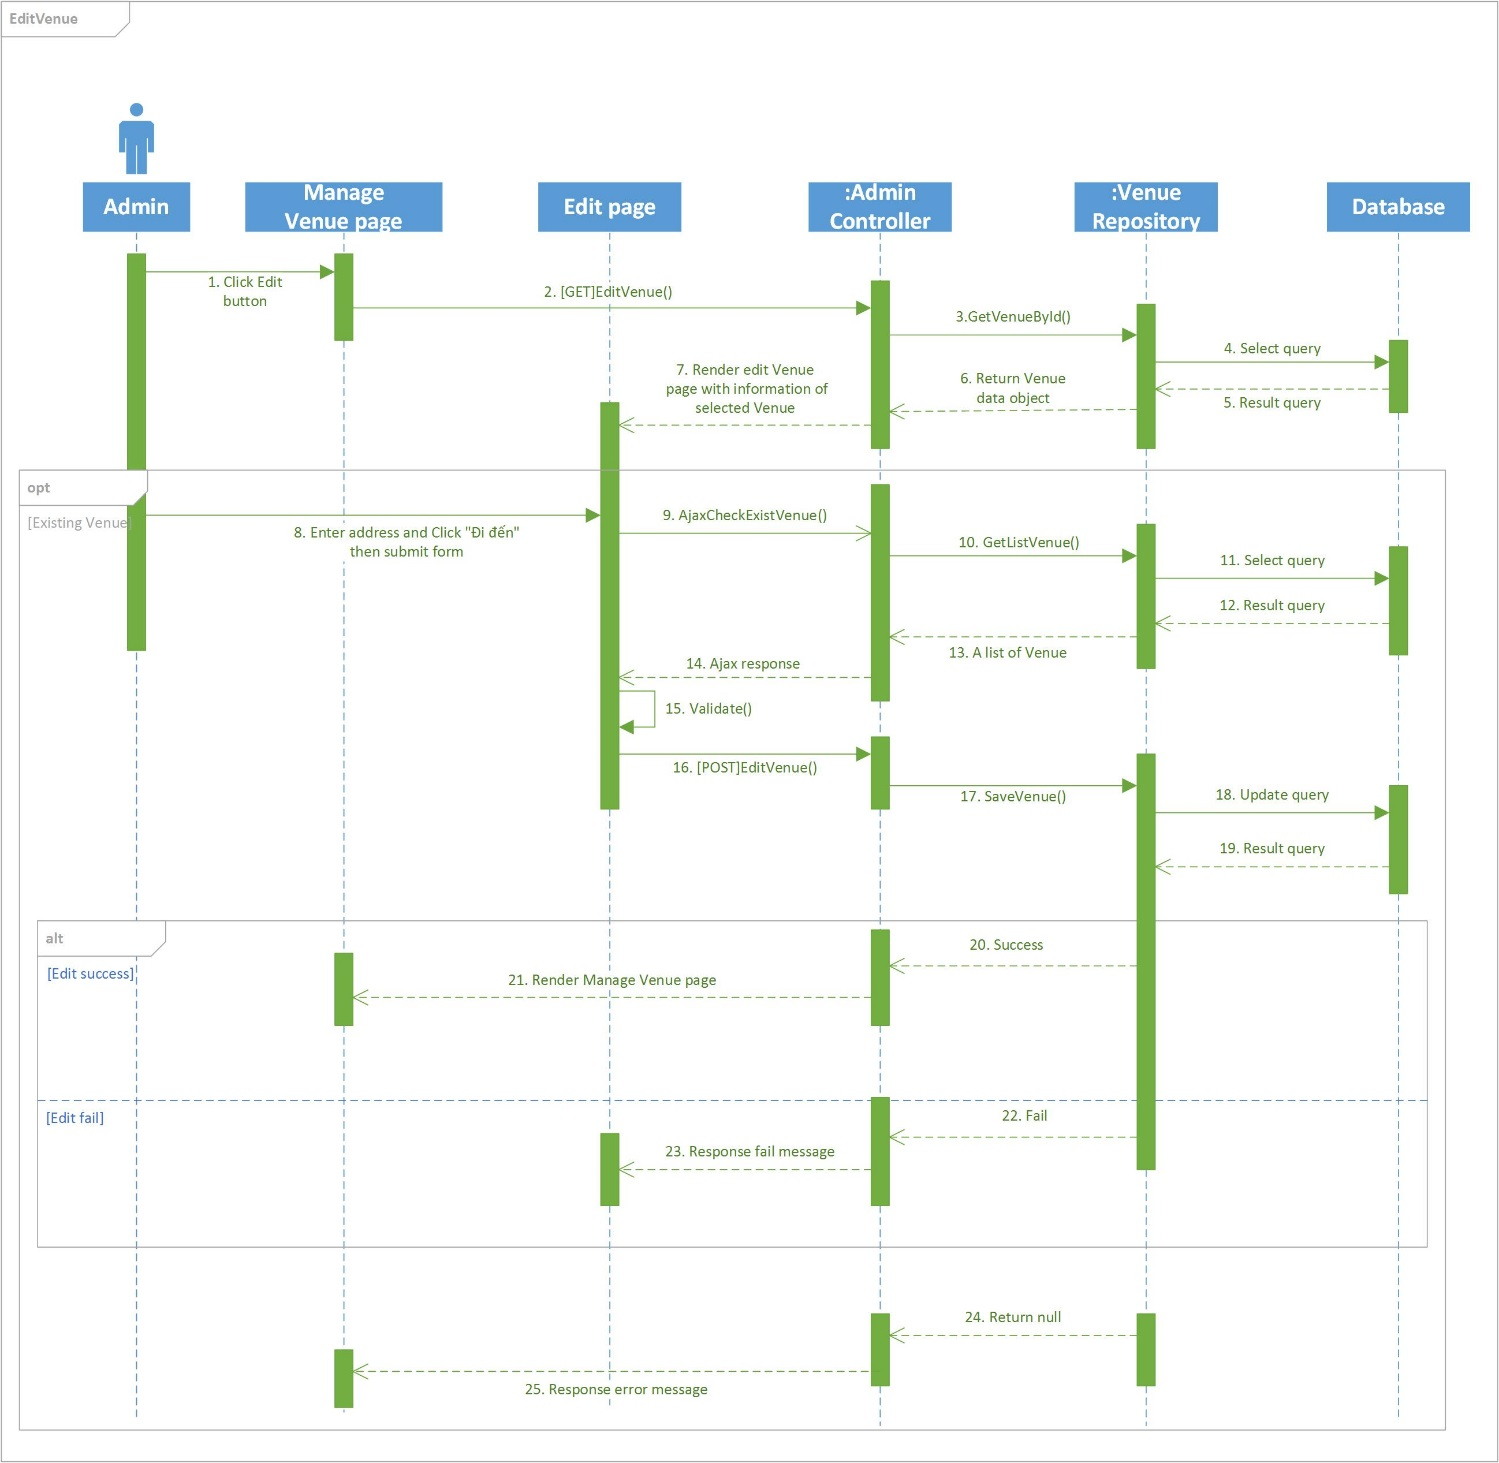 EditVenue
Admin
Manage
Venue page
Edit page
:Admin
Controller
:Venue
Repository
Database
1. Click Edit
button
2. [GET]EditVenue()
3.GetVenueById()
4. Select query
5. Result query
6. Return Venue
data object
7. Render edit Venue
page with information of
selected Venue
opt
[Existing Venue]
8. Enter address and Click "Đi đến"
then submit form
9. AjaxCheckExistVenue()
10. GetListVenue()
11. Select query
12. Result query
13. A list of Venue
14. Ajax response
15. Validate()
16. [POST]EditVenue()
17. SaveVenue()
18. Update query
19. Result query
alt
[Edit success]
20. Success
21. Render Manage Venue page
[Edit fail]
22. Fail
23. Response fail message
24. Return null
25. Response error message